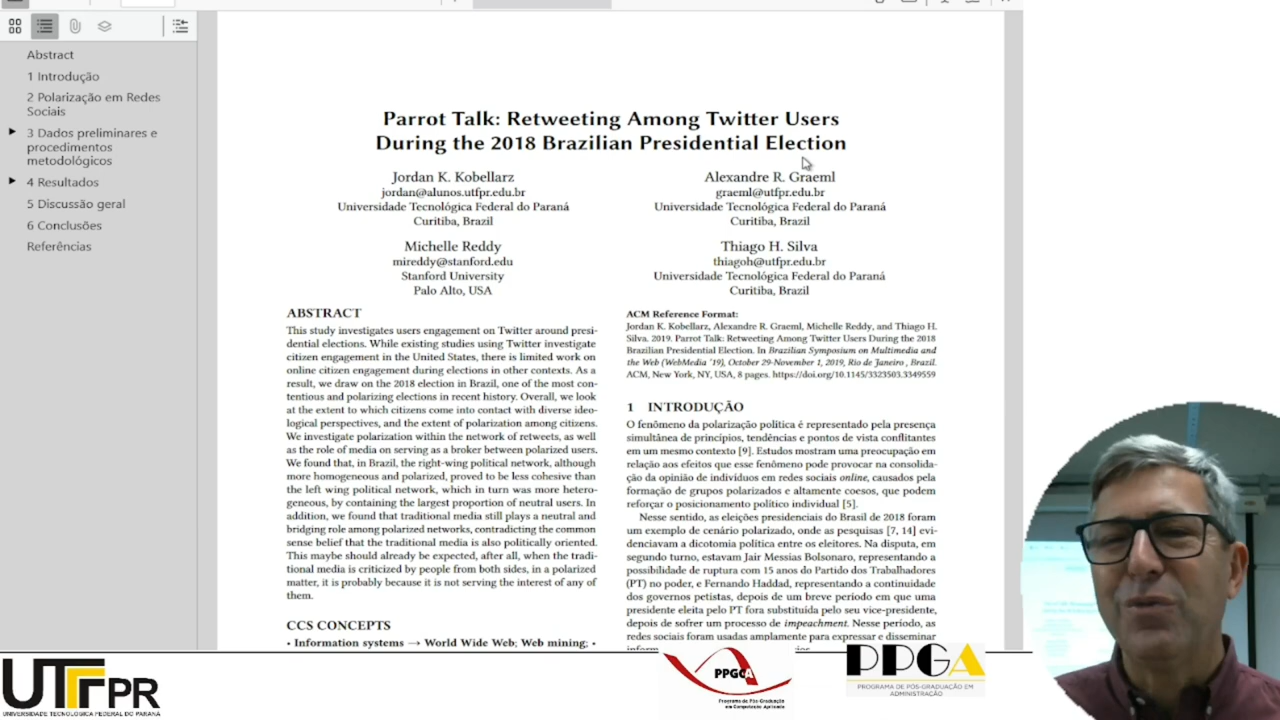 Abstract
1 Introdução
2 Polarização em Redes
Sociais
3 Dados preliminares e
procedimentos
metodológicos
4 Resultados
5 Discussão geral
6 Conclusões
Referências
Parrot Talk: Retweeting Among Twitter Users
During the 2018 Brazilian Presidential Election
Jordan K. Kobellarz
jordan@alunos.utfpr.edu.br
Universidade Tecnológica Federal do Paraná
Curitiba, Brazil
Alexandre R. Graeml
graeml@utfpr.edu.br
Universidade Tecnológica Federal do Paraná
Curitiba, Brazil
Michelle Reddy
mireddy@stanford.edu
Stanford University
Palo Alto, USA
Thiago H. Silva
thiagoh@utfpr.edu.br
Universidade Tecnológica Federal do Paraná
Curitiba, Brazil
ABSTRACT
This study investigates users engagement on Twitter around presi-
dential elections. While existing studies using Twitter investigate
citizen engagement in the United States, there is limited work on
online citizen engagement during elections in other contexts. As a
result, we draw on the 2018 election in Brazil, one of the most con-
tentious and polarizing elections in recent history. Overall, we look
at the extent to which citizens come into contact with diverse ideo-
logical perspectives, and the extent of polarization among citizens.
We investigate polarization within the network of retweets, as well
as the role of media on serving as a broker between polarized users.
We found that, in Brazil, the right-wing political network, although
more homogeneous and polarized, proved to be less cohesive than
the left wing political network, which in turn was more hetero-
geneous, by containing the largest proportion of neutral users. In
addition, we found that traditional media still plays a neutral and
bridging role among polarized networks, contradicting the common
sense belief that the traditional media is also politically oriented.
This maybe should already be expected, after all, when the tradi-
tional media is criticized by people from both sides, in a polarized
matter, it is probably because it is not serving the interest of any of
them.
CCS CONCEPTS
• Information systems → World Wide Web; Web mining; •
ACM Reference Format:
Jordan K. Kobellarz, Alexandre R. Graeml, Michelle Reddy, and Thiago H.
Silva. 2019. Parrot Talk: Retweeting Among Twitter Users During the 2018
Brazilian Presidential Election. In Brazilian Symposium on Multimedia and
the Web (WebMedia '19), October 29-November 1, 2019, Rio de Janeiro , Brazil.
ACM, New York, NY, USA, 8 pages. https://doi.org/10.1145/3323503.3349559
1 INTRODUÇÃO
O fenômeno da polarização política é representado pela presença
simultânea de princípios, tendências e pontos de vista conflitantes
em um mesmo contexto [9]. Estudos mostram uma preocupação em
relação aos efeitos que esse fenômeno pode provocar na consolida-
ção da opinião de indivíduos em redes sociais online, causados pela
formação de grupos polarizados e altamente coesos, que podem
reforçar o posicionamento político individual [5].
Nesse sentido, as eleições presidenciais do Brasil de 2018 foram
um exemplo de cenário polarizado, onde as pesquisas [7, 14] evi-
denciavam a dicotomia política entre os eleitores. Na disputa, em
segundo turno, estavam Jair Messias Bolsonaro, representando a
possibilidade de ruptura com 15 anos do Partido dos Trabalhadores
(PT) no poder, e Fernando Haddad, representando a continuidade
dos governos petistas, depois de um breve período em que uma
presidente eleita pelo PT fora substituída pelo seu vice-presidente,
depois de sofrer um processo de impeachment. Nesse período, as
redes sociais foram usadas amplamente para expressar e disseminar
UTFPR
UNIVERSIDADE TECNOLÓGICA FEDERAL DO PARANÁ
PPGCA
Programa de Pós-Graduação
em Computação Aplicada
PPGA
PROGRAMA DE PÓS-GRADUAÇÃO EM
ADMINISTRAÇÃO